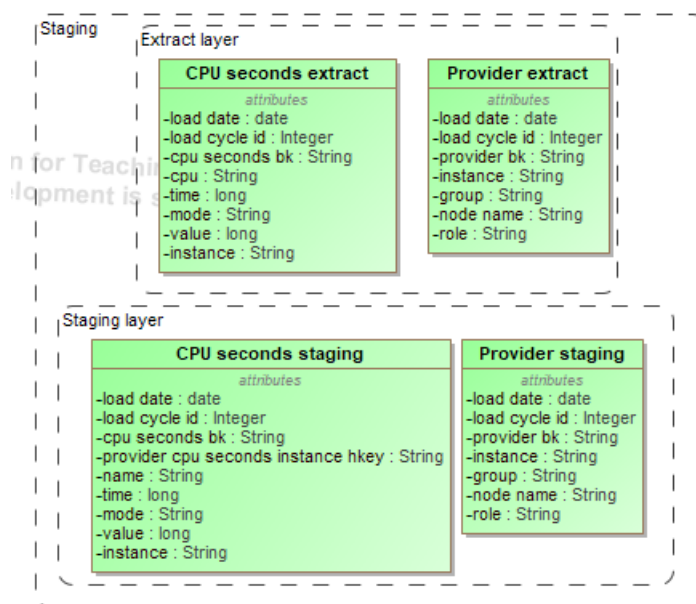 Staging
Extract layer
CPU seconds extract
attributes
-load date : date
-load cycle id : Integer
-cpu seconds bk : String
-cpu : String
-time : long
-mode : String
-value : long
-instance : String
Provider extract
attributes
-load date : date
-load cycle id : Integer
-provider bk : String
-instance : String
-group : String
-node name : String
-role : String
n for Teachi
elopment is s
Staging layer
CPU seconds staging
attributes
-load date : date
-load cycle id : Integer
-cpu seconds bk : String
-provider cpu seconds instance hkey : String
-name : String
-time : long
-mode : String
-value : long
-instance : String
Provider staging
attributes
-load date : date
-load cycle id : Integer
-provider bk : String
-instance : String
-group : String
-node name : String
-role : String